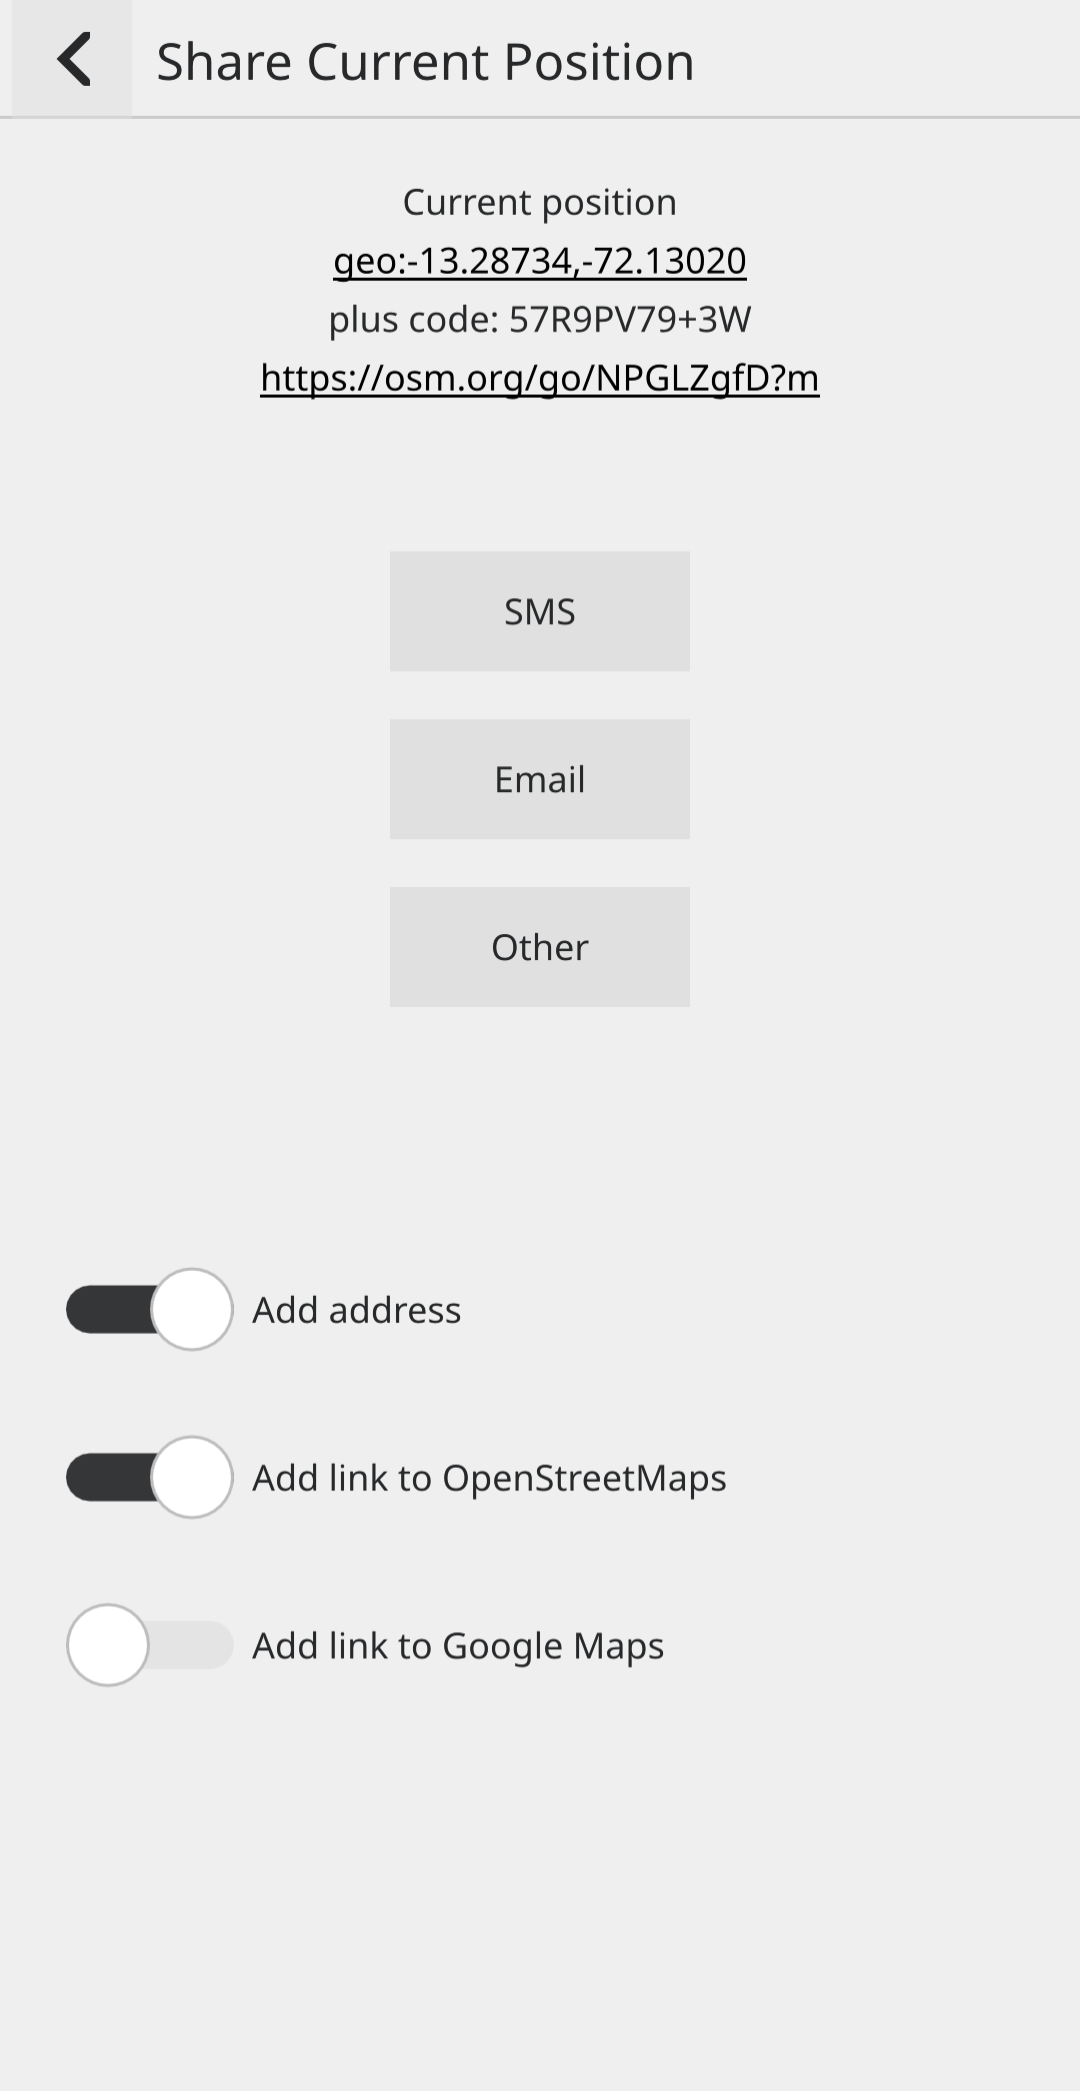 Share Current Position
Current position
geo:-13.28734,-72.13020
plus code: 57R9PV79+3W
https://osm.org/go/NPGLZgfD?m
SMS
Email
Other
Add address
Add link to OpenStreetMaps
Add link to Google Maps